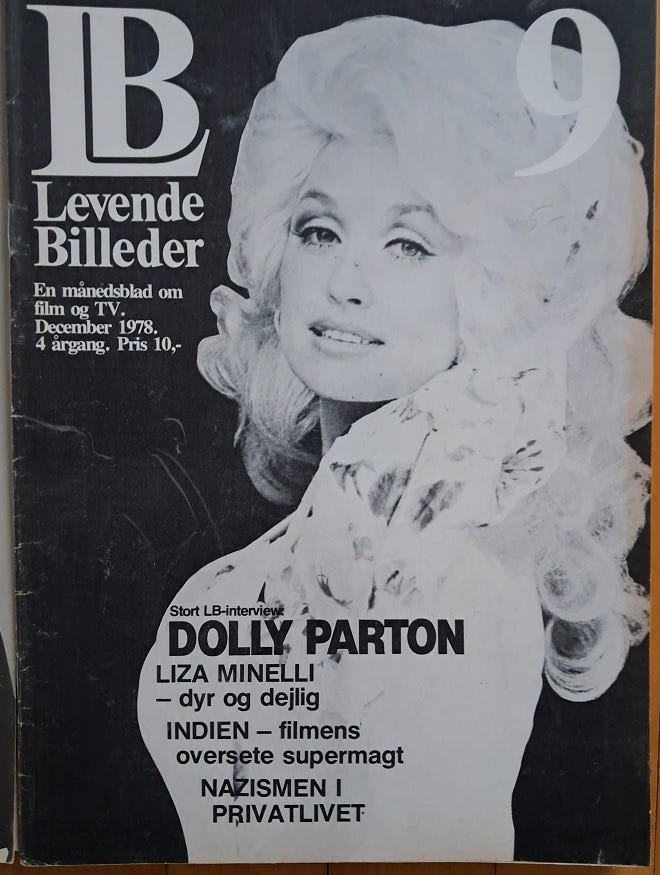 LB
9
Levende
Billeder
En månedsblad om
film og TV.
December 1978.
4 årgang. Pris 10,-
Stort LB-interview:
DOLLY PARTON
LIZA MINELLI
– dyr og dejlig
INDIEN – filmens
oversete supermagt
NAZISMEN I
PRIVATLIVET